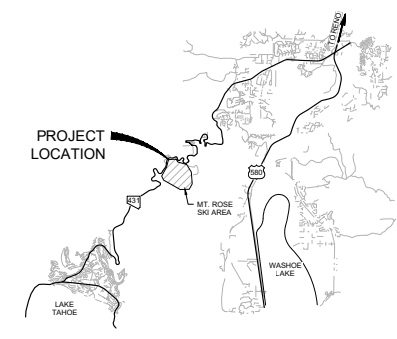 TO RENO
PROJECT
LOCATION
580
431
MT. ROSE
SKI AREA
WASHOE
LAKE
LAKE
TAHOE